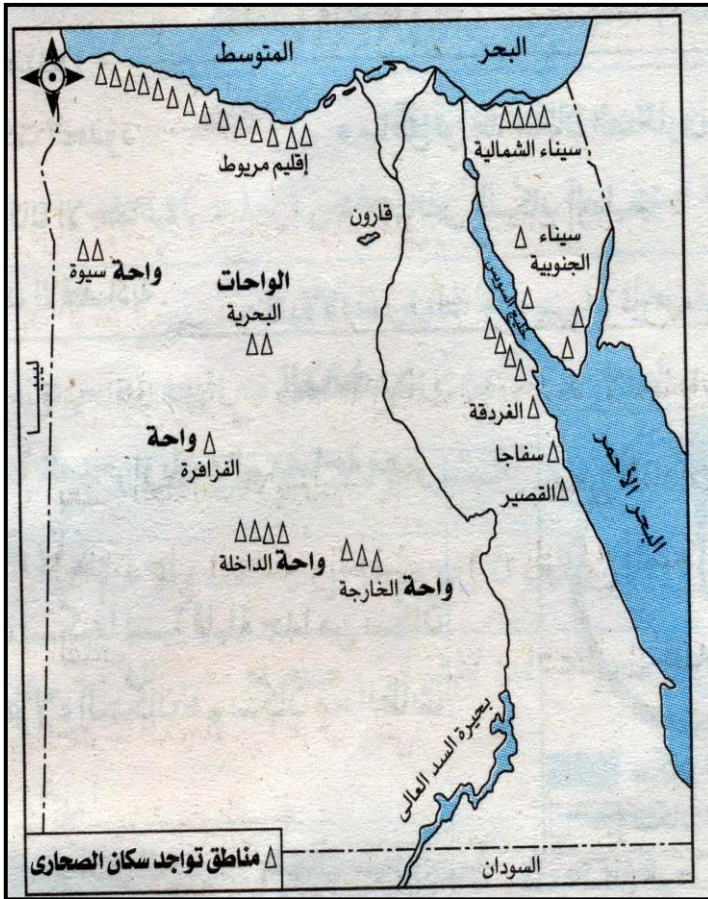 البحر
المتوسط
سيناء الشمالية
إقليم مريوط
قارون
سيناء
الجنوبية
واحة سيوة
الواحات
البحرية
خليج السويس
ليبيا
الغردقة
واحة
الفرافرة
سفاجا
البحر الأحمر
القصير
واحة الداخلة
واحة الخارجة
بحيرة السد العالى
السودان
مناطق تواجد سكان الصحارى